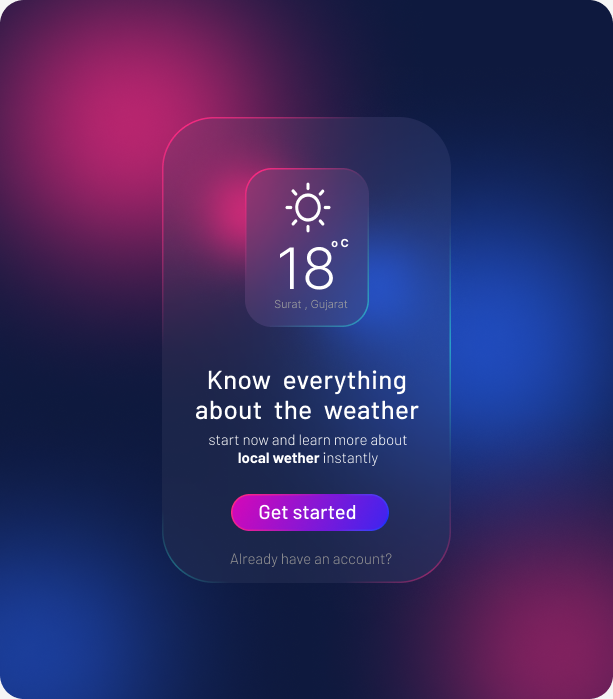 18°C
Surat , Gujarat
Know everything
about the weather
start now and learn more about
local wether instantly
Get started
Already have an account?